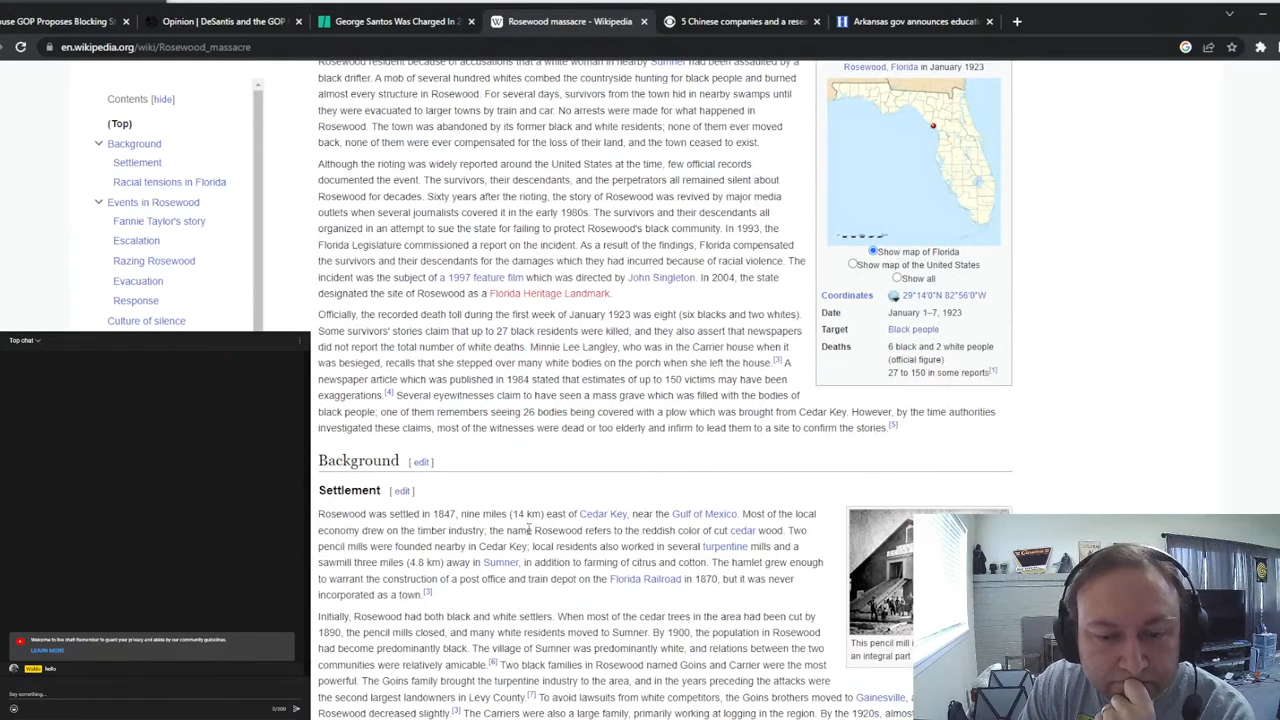 use GOP Proposes Blocking S
Opinion | DeSantis and the GOP
George Santos Was Charged In 2
Rosewood massacre - Wikipedia
5 Chinese companies and a rese
Arkansas gov announces educati
en.wikipedia.org/wiki/Rosewood_massacre
Contents [hide]
(Top)
Background
Settlement
Racial tensions in Florida
Events in Rosewood
Fannie Taylor's story
Escalation
Razing Rosewood
Evacuation
Response
Culture of silence
Rosewood resident because of accusations that a white woman in nearby Sumner had been assaulted by a
black drifter. A mob of several hundred whites combed the countryside hunting for black people and burned
almost every structure in Rosewood. For several days, survivors from the town hid in nearby swamps until
they were evacuated to larger towns by train and car. No arrests were made for what happened in
Rosewood. The town was abandoned by its former black and white residents; none of them ever moved
back, none of them were ever compensated for the loss of their land, and the town ceased to exist.
Although the rioting was widely reported around the United States at the time, few official records
documented the event. The survivors, their descendants, and the perpetrators all remained silent about
Rosewood for decades. Sixty years after the rioting, the story of Rosewood was revived by major media
outlets when several journalists covered it in the early 1980s. The survivors and their descendants all
organized in an attempt to sue the state for failing to protect Rosewood's black community. In 1993, the
Florida Legislature commissioned a report on the incident. As a result of the findings, Florida compensated
the survivors and their descendants for the damages which they had incurred because of racial violence. The
incident was the subject of a 1997 feature film which was directed by John Singleton. In 2004, the state
designated the site of Rosewood as a Florida Heritage Landmark.
Officially, the recorded death toll during the first week of January 1923 was eight (six blacks and two whites).
Some survivors' stories claim that up to 27 black residents were killed, and they also assert that newspapers
did not report the total number of white deaths. Minnie Lee Langley, who was in the Carrier house when it
was besieged, recalls that she stepped over many white bodies on the porch when she left the house.[3] A
newspaper article which was published in 1984 stated that estimates of up to 150 victims may have been
exaggerations.[4] Several eyewitnesses claim to have seen a mass grave which was filled with the bodies of
black people; one of them remembers seeing 26 bodies being covered with a plow which was brought from Cedar Key. However, by the time authorities
investigated these claims, most of the witnesses were dead or too elderly and infirm to lead them to a site to confirm the stories.[5]
Rosewood, Florida in January 1923
Show map of Florida
Show map of the United States
Show all
Coordinates 29°14′0″N 82°56′0″W
Date January 1–7, 1923
Target Black people
Deaths 6 black and 2 white people
(official figure)
27 to 150 in some reports[1]
Background [ edit ]
Settlement [ edit ]
Rosewood was settled in 1847, nine miles (14 km) east of Cedar Key, near the Gulf of Mexico. Most of the local
economy drew on the timber industry; the name Rosewood refers to the reddish color of cut cedar wood. Two
pencil mills were founded nearby in Cedar Key; local residents also worked in several turpentine mills and a
sawmill three miles (4.8 km) away in Sumner, in addition to farming of citrus and cotton. The hamlet grew enough
to warrant the construction of a post office and train depot on the Florida Railroad in 1870, but it was never
incorporated as a town.[3]
Initially, Rosewood had both black and white settlers. When most of the cedar trees in the area had been cut by
1890, the pencil mills closed, and many white residents moved to Sumner. By 1900, the population in Rosewood
had become predominantly black. The village of Sumner was predominantly white, and relations between the two
communities were relatively amicable.[6] Two black families in Rosewood named Goins and Carrier were the most
powerful. The Goins family brought the turpentine industry to the area, and in the years preceding the attacks were
the second largest landowners in Levy County.[7] To avoid lawsuits from white competitors, the Goins brothers moved to Gainesville,
Rosewood decreased slightly.[3] The Carriers were also a large family, primarily working at logging in the region. By the 1920s, almost
This pencil mill i
an integral part
Top chat
Welcome to live chat! Remember to guard your privacy and abide by our community guidelines.
LEARN MORE
hello
Say something...
0/200